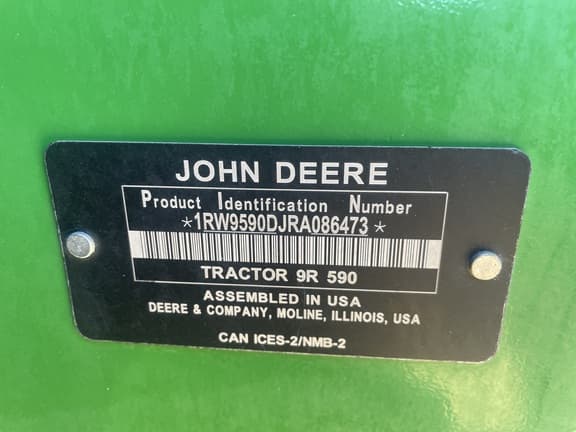 JOHN DEERE
Product Identification Number
*1RW9590DJRA086473*
TRACTOR 9R 590
ASSEMBLED IN USA
DEERE & COMPANY, MOLINE, ILLINOIS, USA
CAN ICES-2/NMB-2